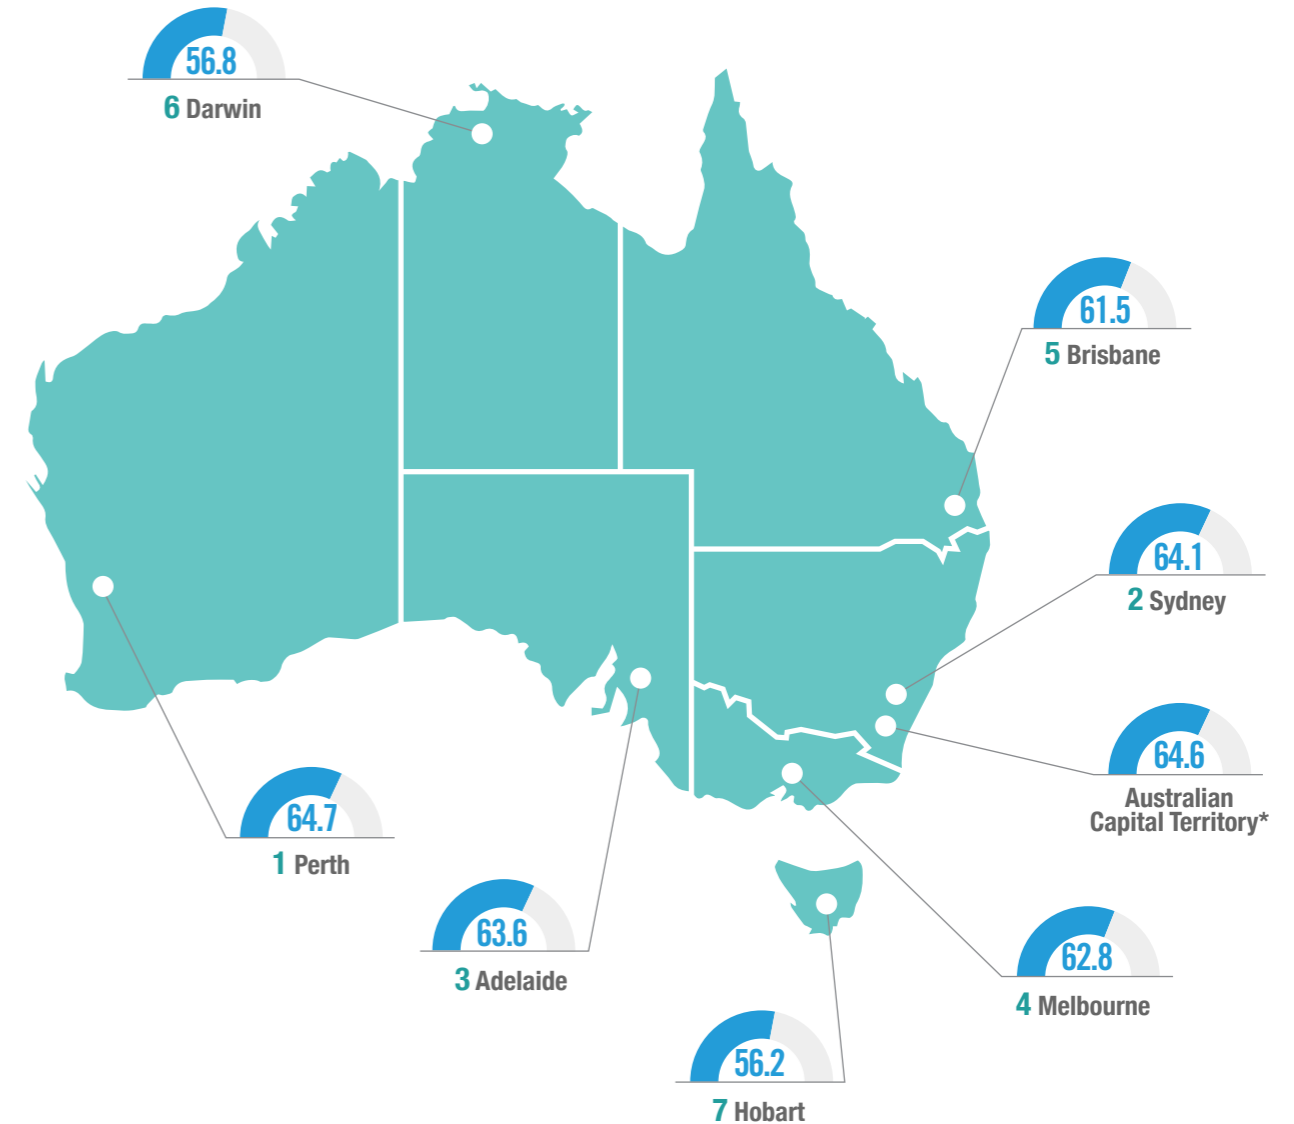 56.8
6 Darwin
61.5
5 Brisbane
64.1
2 Sydney
64.6
Australian
Capital Territory*
64.7
1 Perth
63.6
3 Adelaide
62.8
4 Melbourne
56.2
7 Hobart